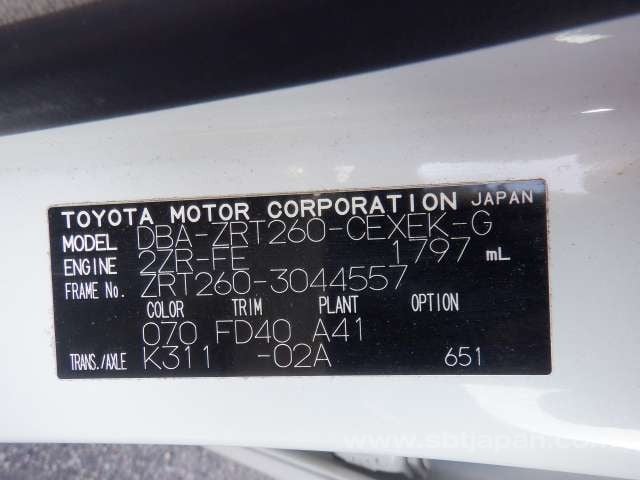 TOYOTA MOTOR CORPORATION JAPAN
MODEL DBA-ZRT260-CEXEK-G
ENGINE 2ZR-FE 1797 mL
FRAME No. ZRT260-3044557
COLOR TRIM PLANT OPTION
070 FD40 A41
TRANS./AXLE K311 -02A 651
www.sbtjapan.com